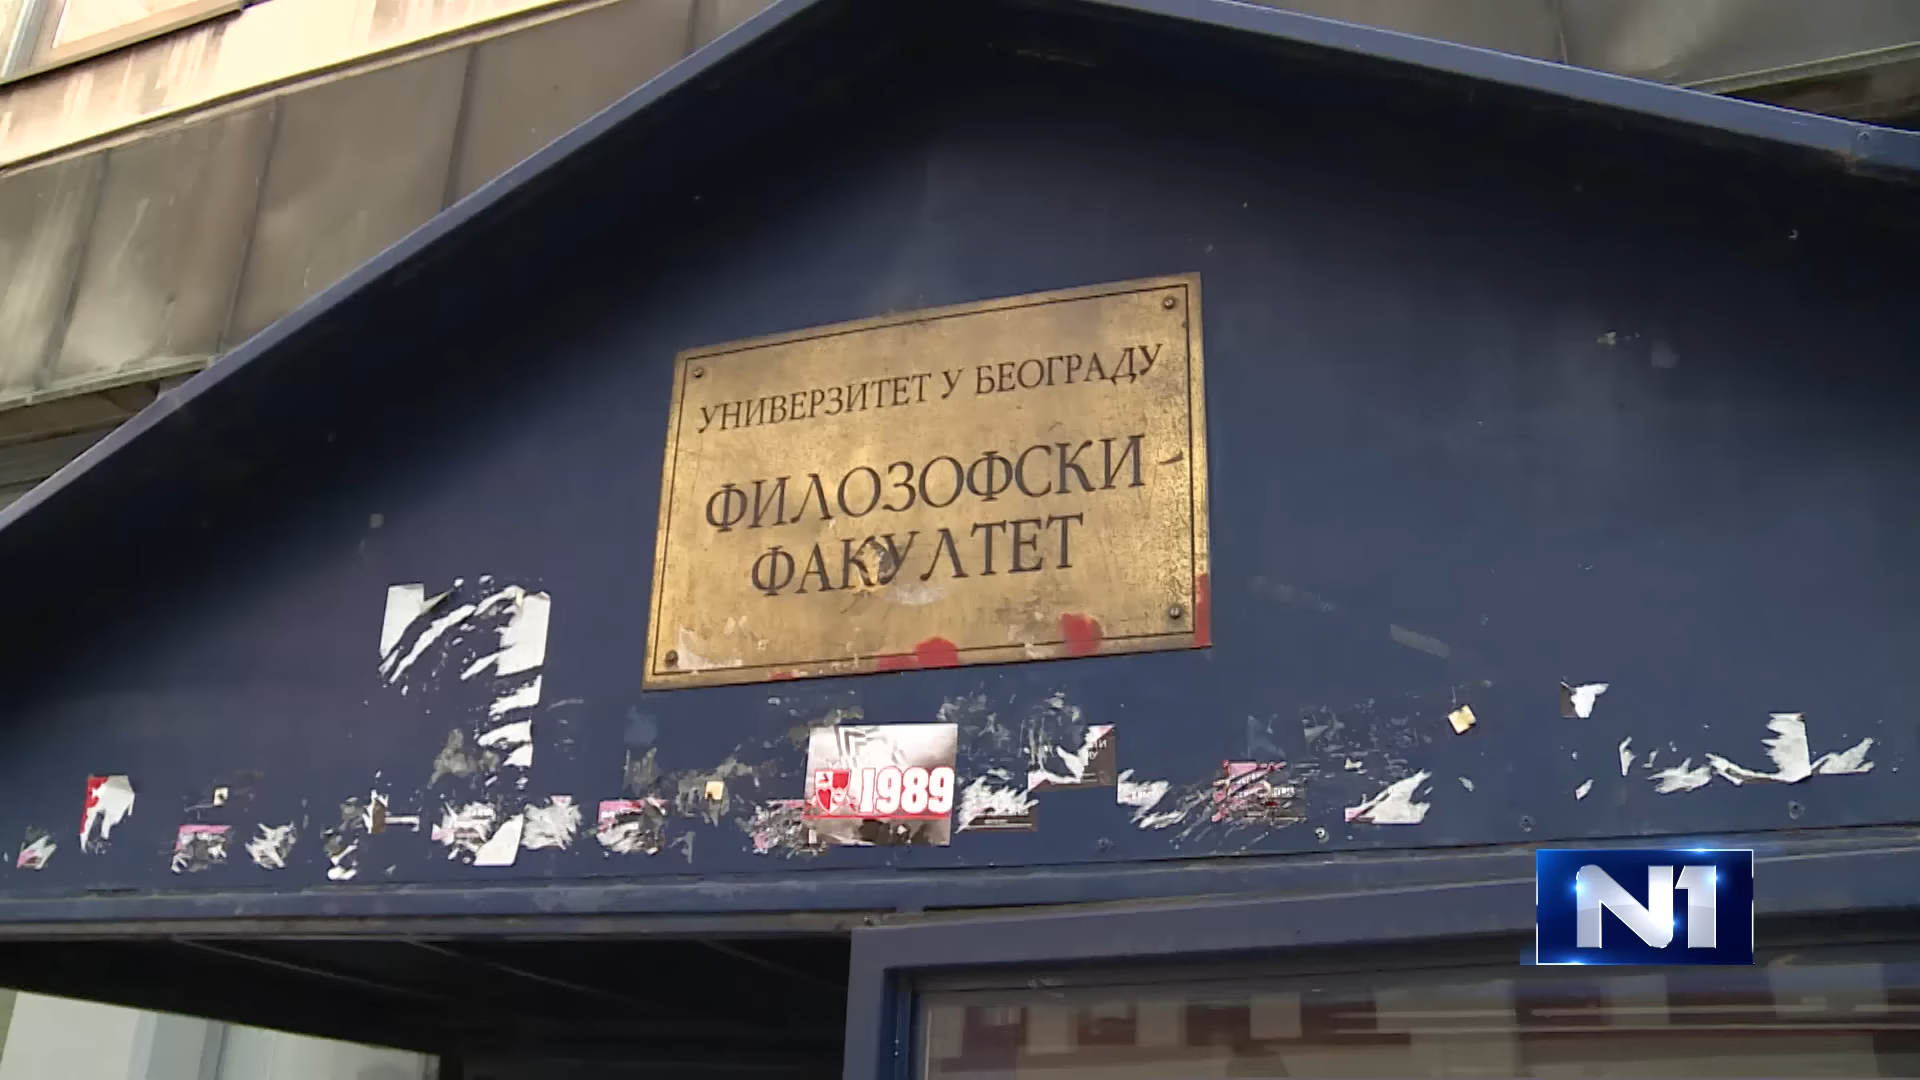 УНИВЕРЗИТЕТ У БЕОГРАДУ
ФИЛОЗОФСКИ
ФАКУЛТЕТ
1989
N1